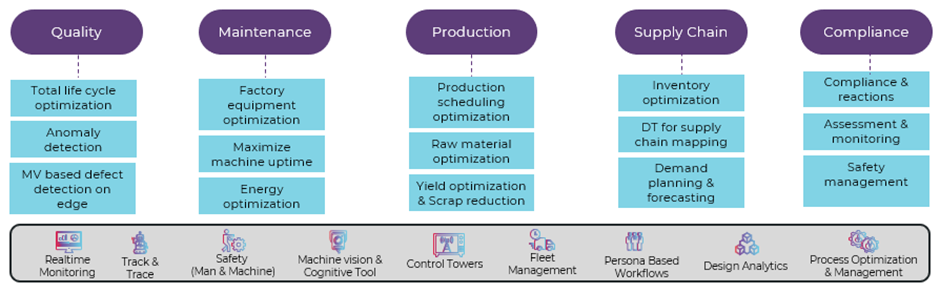 Quality
Maintenance
Production
Supply Chain
Compliance
Total life cycle
optimization
Anomaly
detection
MV based defect
detection on
edge
Factory
equipment
optimization
Maximize
machine uptime
Energy
optimization
Production
scheduling
optimization
Raw material
optimization
Yield optimization
& Scrap reduction
Inventory
optimization
DT for supply
chain mapping
Demand
planning &
forecasting
Compliance &
reactions
Assessment &
monitoring
Safety
management
Realtime
Monitoring
Track &
Trace
Safety
(Man & Machine)
Machine vision &
Cognitive Tool
Control Towers
Fleet
Management
Persona Based
Workflows
Design Analytics
Process Optimization
& Management